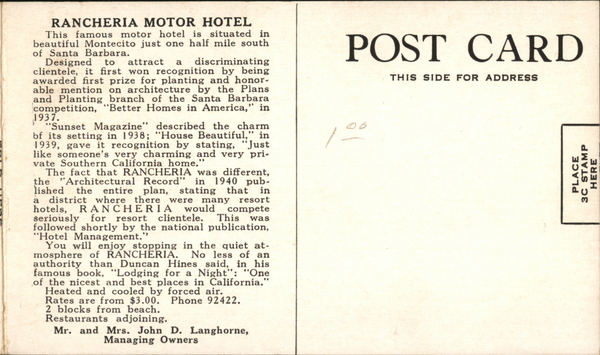 RANCHERIA MOTOR HOTEL
This famous motor hotel is situated in
beautiful Montecito just one half mile south
of Santa Barbara.
Designed to attract a discriminating
clientele, it first won recognition by being
awarded first prize for planting and honor-
able mention on architecture by the Plans
and Planting branch of the Santa Barbara
competition, "Better Homes in America," in
1937.
"Sunset Magazine" described the charm
of its setting in 1938; "House Beautiful," in
1939, gave it recognition by stating, "Just
like someone's very charming and very pri-
vate Southern California home."
The fact that RANCHERIA was different,
the "Architectural Record" in 1940 pub-
lished the entire plan, stating that in
a district where there were many resort
hotels, RANCHERIA would compete
seriously for resort clientele. This was
followed shortly by the national publication,
"Hotel Management."
You will enjoy stopping in the quiet at-
mosphere of RANCHERIA. No less of an
authority than Duncan Hines said, in his
famous book, "Lodging for a Night": "One
of the nicest and best places in California."
Heated and cooled by forced air.
Rates are from $3.00. Phone 92422.
2 blocks from beach.
Restaurants adjoining.
Mr. and Mrs. John D. Langhorne,
Managing Owners
POST CARD
THIS SIDE FOR ADDRESS
1.00
PLACE
3C STAMP
HERE